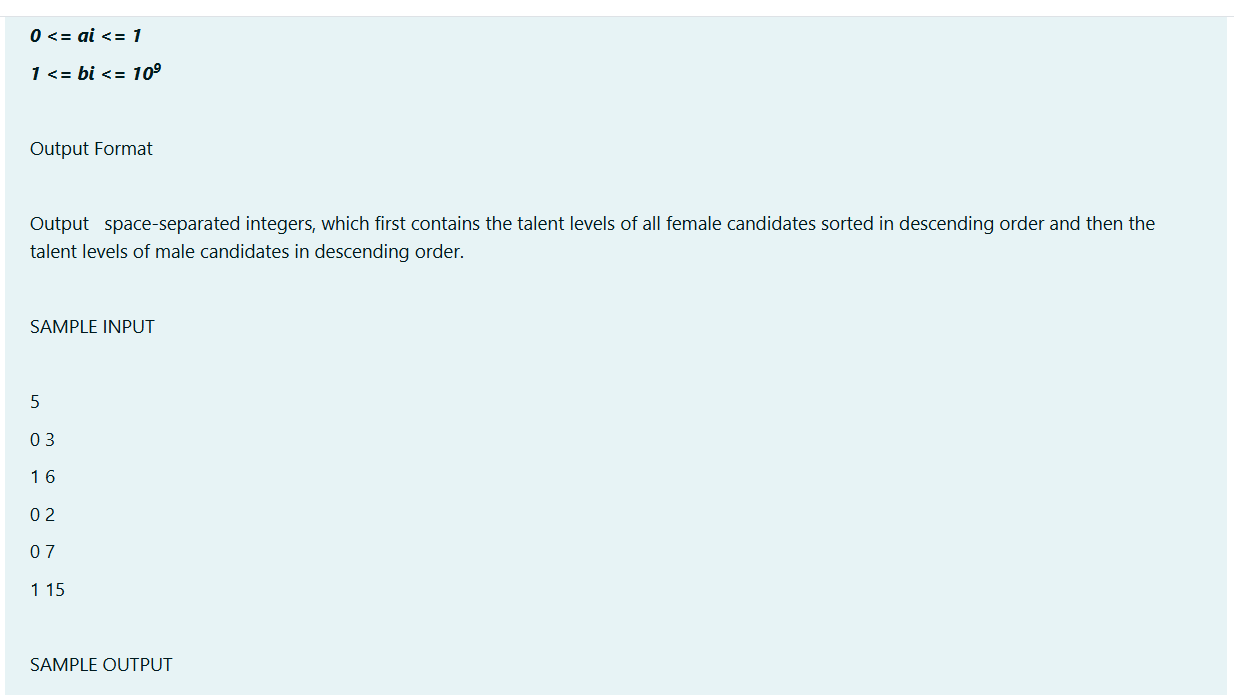 0 <= ai <= 1
1 <= bi <= 10⁹
Output Format
Output space-separated integers, which first contains the talent levels of all female candidates sorted in descending order and then the
talent levels of male candidates in descending order.
SAMPLE INPUT
5
0 3
1 6
0 2
0 7
1 15
SAMPLE OUTPUT